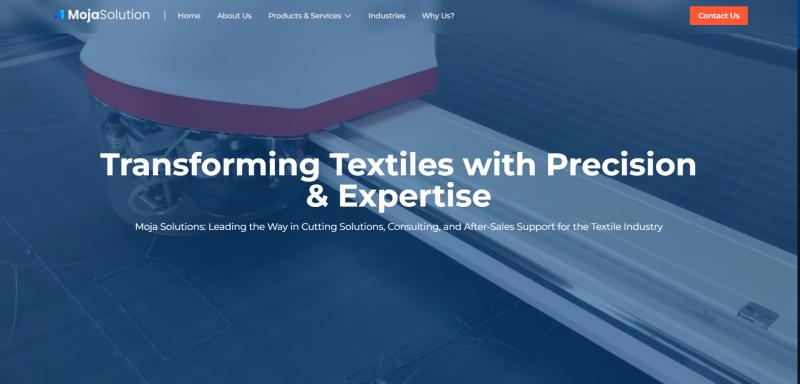 MojaSolution
Home
About Us
Products & Services
Industries
Why Us?
Contact Us
Transforming Textiles with Precision
& Expertise
Moja Solutions: Leading the Way in Cutting Solutions, Consulting, and After-Sales Support for the Textile Industry